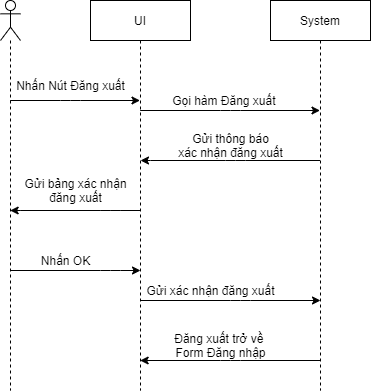 UI
System
Nhấn Nút Đăng xuất
Gọi hàm Đăng xuất
Gửi thông báo
xác nhận đăng xuất
Gửi bảng xác nhận
đăng xuất
Nhấn OK
Gửi xác nhận đăng xuất
Đăng xuất trở về
Form Đăng nhập